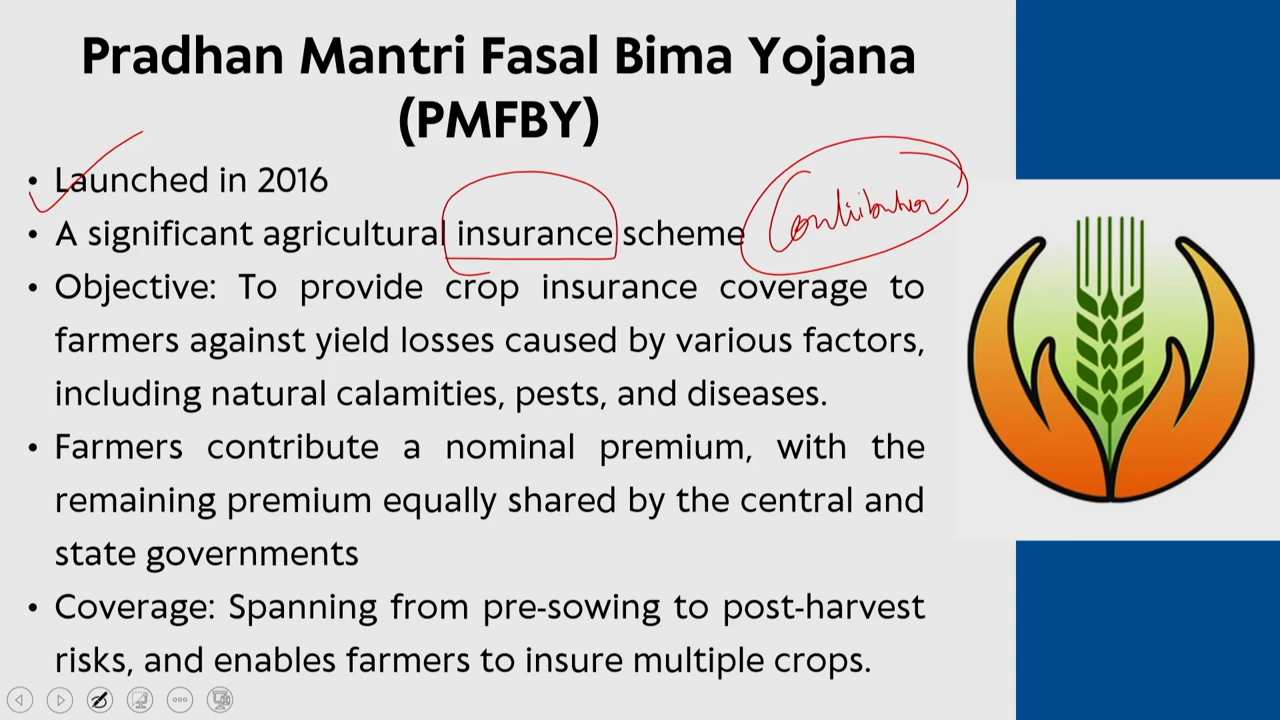 Pradhan Mantri Fasal Bima Yojana
(PMFBY)
• Launched in 2016
• A significant agricultural insurance scheme Contribution
• Objective: To provide crop insurance coverage to
farmers against yield losses caused by various factors,
including natural calamities, pests, and diseases.
• Farmers contribute a nominal premium, with the
remaining premium equally shared by the central and
state governments
• Coverage: Spanning from pre-sowing to post-harvest
risks, and enables farmers to insure multiple crops.